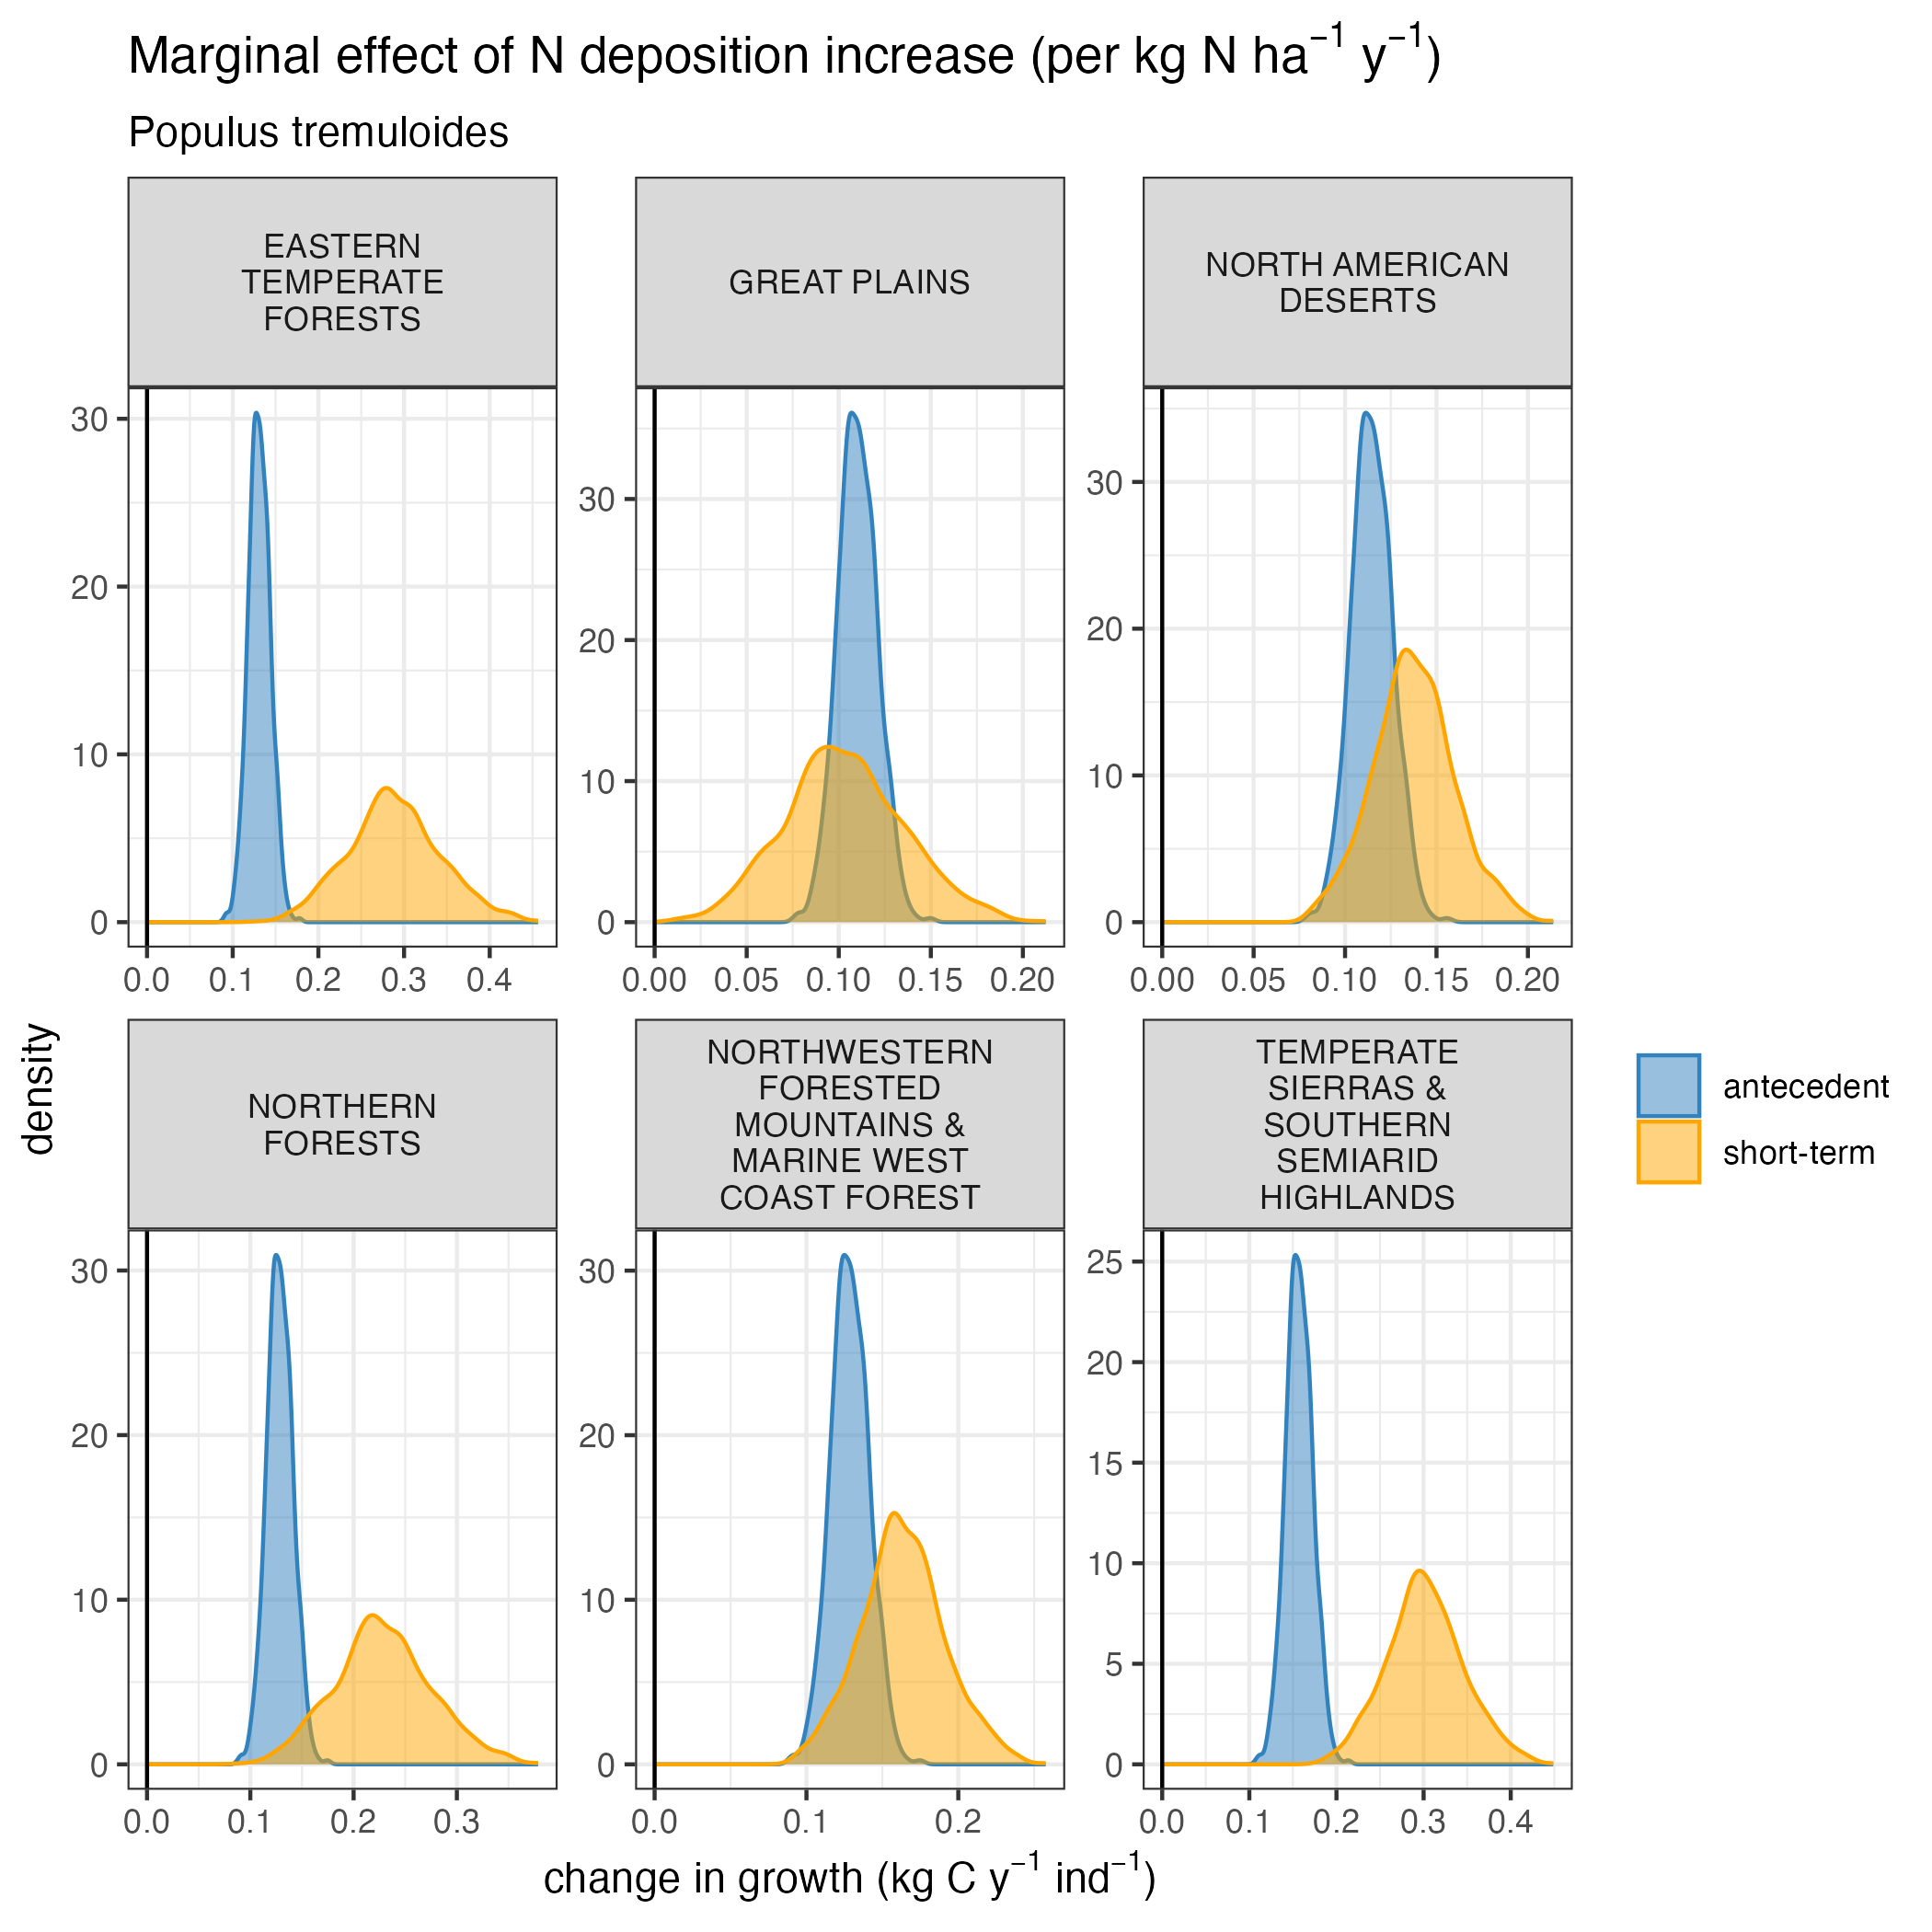 Marginal effect of N deposition increase (per kg N ha⁻¹ y⁻¹)
Populus tremuloides
EASTERN
TEMPERATE
FORESTS
GREAT PLAINS
NORTH AMERICAN
DESERTS
30
20
10
0
30
20
10
0
30
20
10
0
0.0 0.1 0.2 0.3 0.4
0.00 0.05 0.10 0.15 0.20
0.00 0.05 0.10 0.15 0.20
density
NORTHERN
FORESTS
NORTHWESTERN
FORESTED
MOUNTAINS &
MARINE WEST
COAST FOREST
TEMPERATE
SIERRAS &
SOUTHERN
SEMIARID
HIGHLANDS
antecedent
short-term
30
20
10
0
30
20
10
0
25
20
15
10
5
0
0.0 0.1 0.2 0.3
0.0 0.1 0.2
0.0 0.1 0.2 0.3 0.4
change in growth (kg C y⁻¹ ind⁻¹)